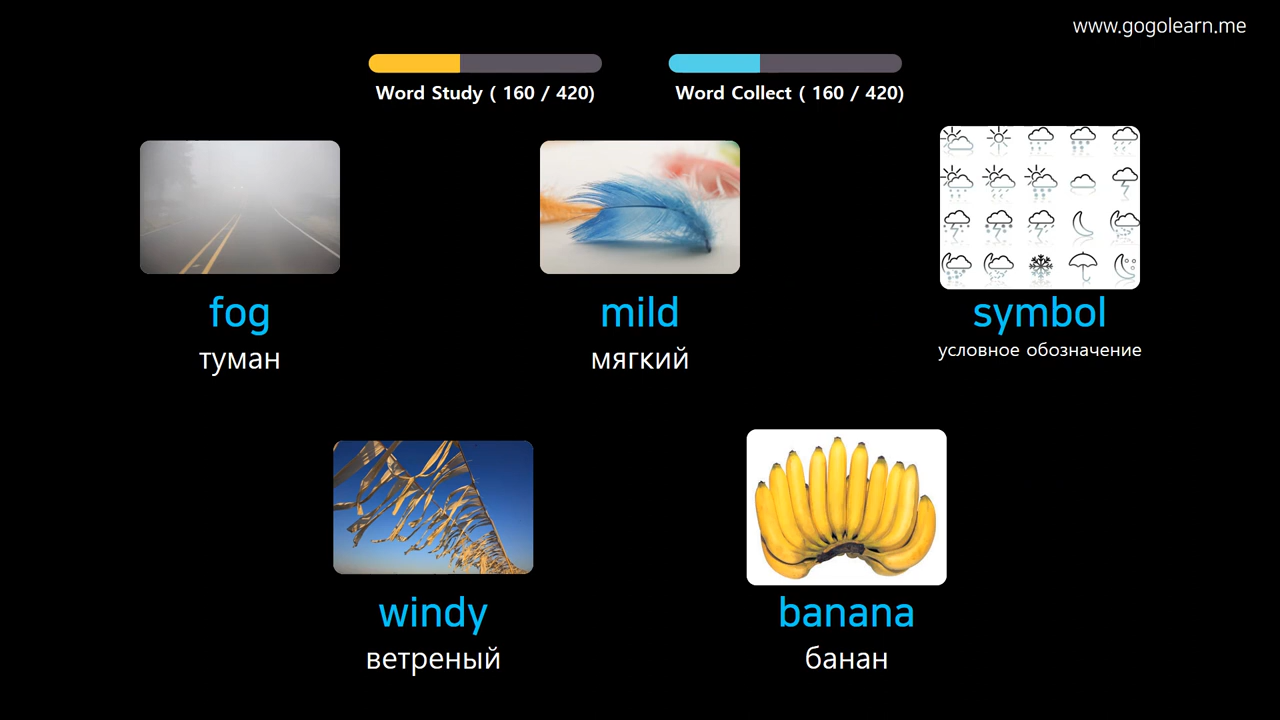 www.gogolearn.me
Word Study ( 160 / 420)
Word Collect ( 160 / 420)
fog
туман
mild
мягкий
symbol
условное обозначение
windy
ветреный
banana
банан